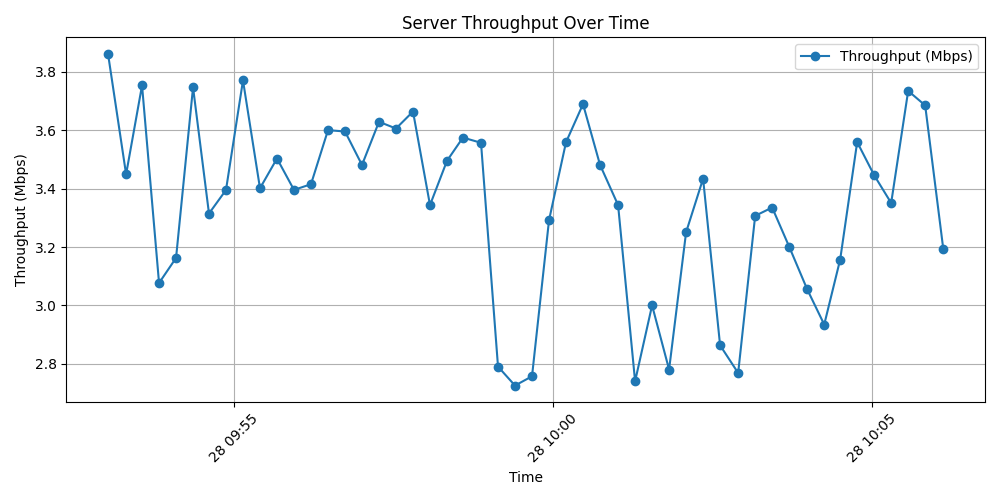 Server Throughput Over Time
Throughput (Mbps)
Throughput (Mbps)
3.8
3.6
3.4
3.2
3.0
2.8
28 09:55
28 10:00
28 10:05
Time